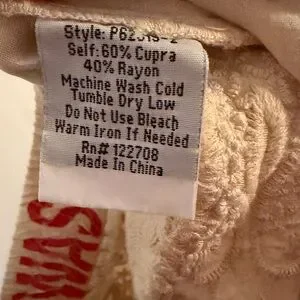 Style:
Self:60% Cupra
40% Rayon
Machine Wash Cold
Tumble Dry Low
Do Not Use Bleach
Warm Iron If Needed
Rn# 122708
Made In China